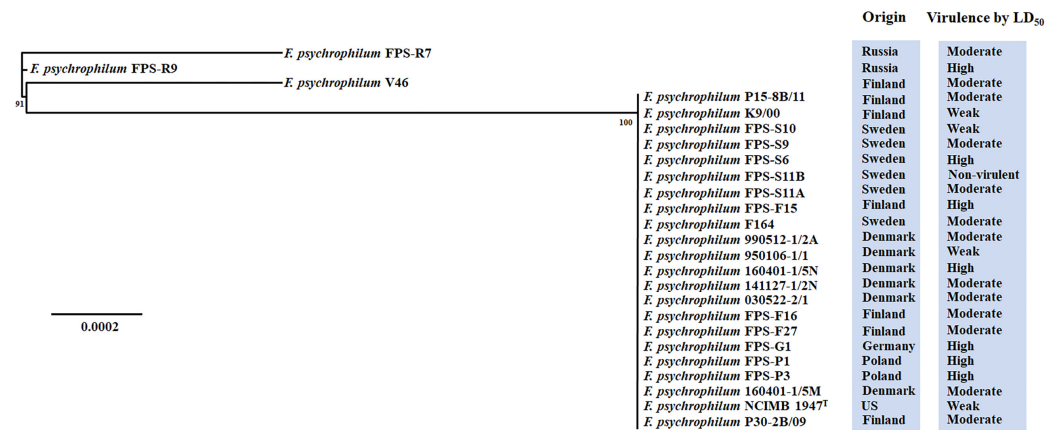 Origin Virulence by LD50
F. psychrophilum FPS-R7 Russia Moderate
F. psychrophilum FPS-R9 Russia High
F. psychrophilum V46 Finland Moderate
91
F. psychrophilum P15-8B/11 Finland Moderate
F. psychrophilum K9/00 Finland Weak
100
F. psychrophilum FPS-S10 Sweden Weak
F. psychrophilum FPS-S9 Sweden Moderate
F. psychrophilum FPS-S6 Sweden High
F. psychrophilum FPS-S11B Sweden Non-virulent
F. psychrophilum FPS-S11A Sweden Moderate
F. psychrophilum FPS-F15 Finland High
F. psychrophilum F164 Sweden Moderate
F. psychrophilum 990512-1/2A Denmark Moderate
F. psychrophilum 950106-1/1 Denmark Weak
F. psychrophilum 160401-1/5N Denmark High
F. psychrophilum 141127-1/2N Denmark Moderate
F. psychrophilum 030522-2/1 Denmark Moderate
F. psychrophilum FPS-F16 Finland Moderate
0.0002
F. psychrophilum FPS-F27 Finland Moderate
F. psychrophilum FPS-G1 Germany High
F. psychrophilum FPS-P1 Poland High
F. psychrophilum FPS-P3 Poland High
F. psychrophilum 160401-1/5M Denmark Moderate
F. psychrophilum NCIMB 1947T US Weak
F. psychrophilum P30-2B/09 Finland Moderate